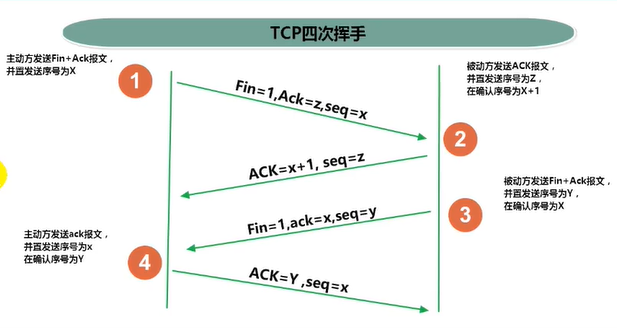 TCP四次挥手
主动方发送Fin+Ack报文，
并置发送序号为X
1
Fin=1,Ack=z,seq=x
被动方发送ACK报文，
并置发送序号为Z，
在确认序号为X+1
2
ACK=x+1, seq=z
被动方发送Fin+Ack报文，
并置发送序号为Y，
在确认序号为X
3
Fin=1,ack=x,seq=y
主动方发送ack报文，
并置发送序号为x
在确认序号为Y
4
ACK=Y ,seq=x